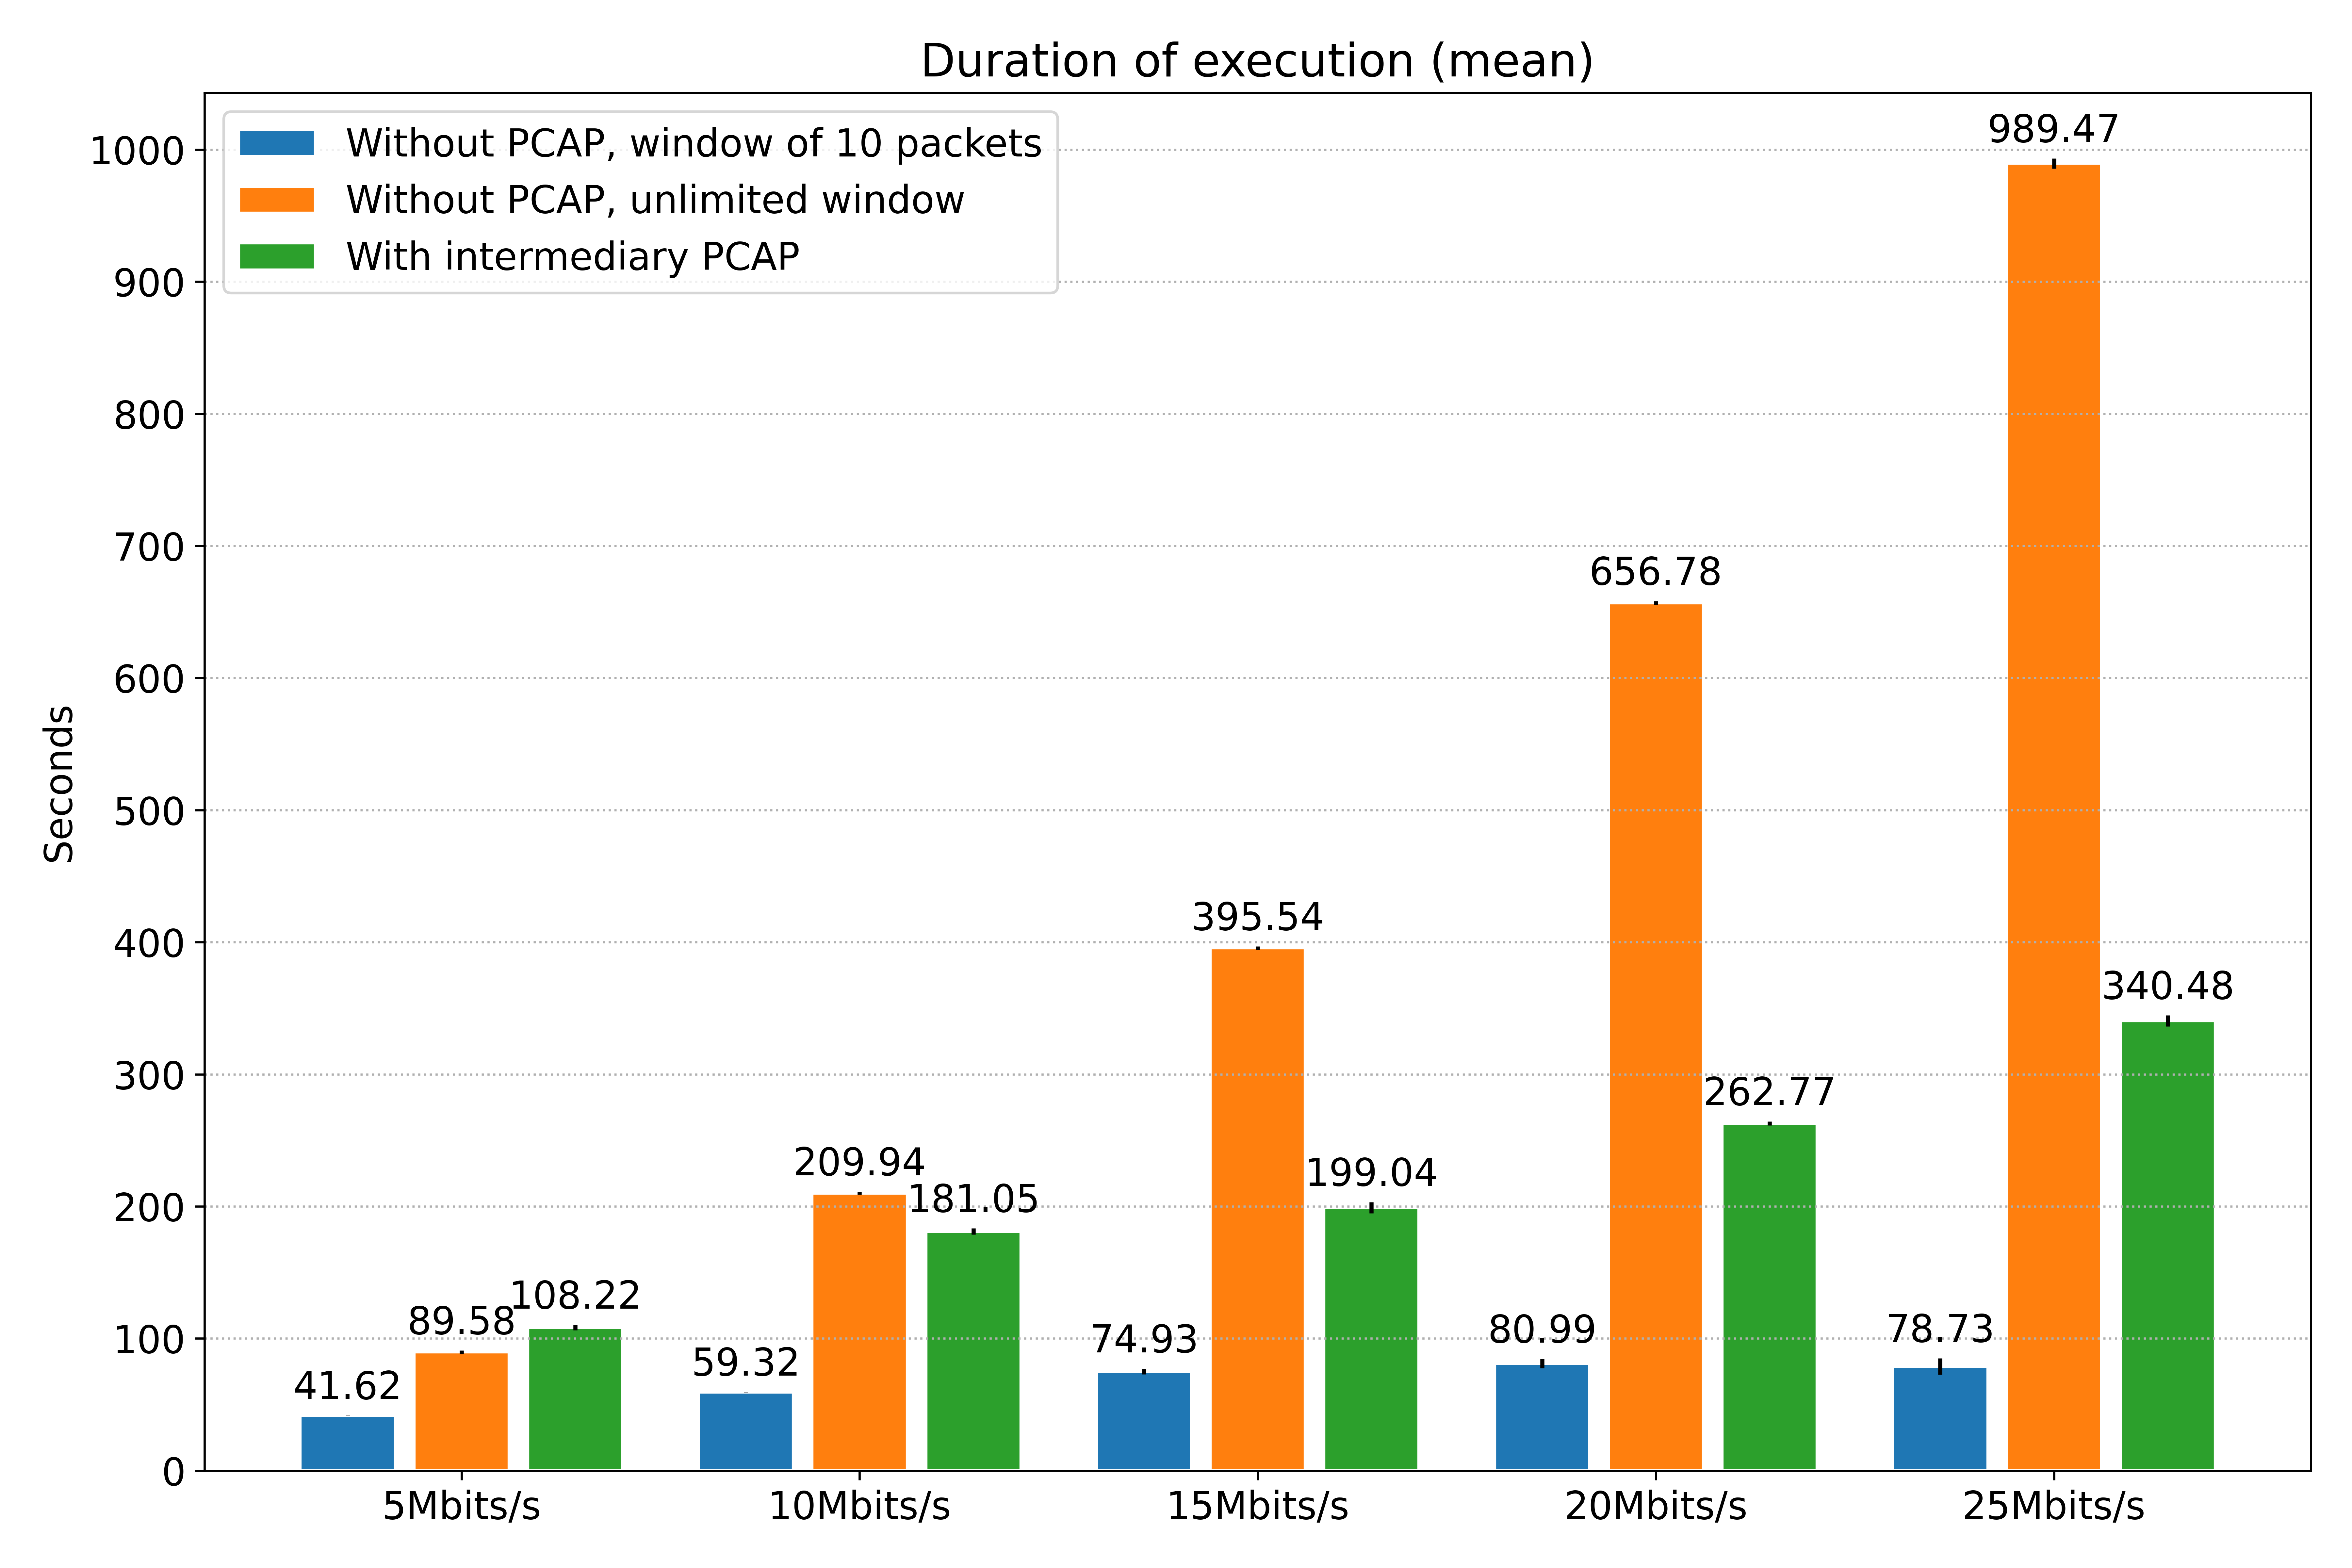 Duration of execution (mean)
Without PCAP, window of 10 packets
Without PCAP, unlimited window
With intermediary PCAP
Seconds
1000
900
800
700
600
500
400
300
200
100
0
41.62
89.58
108.22
59.32
209.94
181.05
74.93
395.54
199.04
80.99
656.78
262.77
78.73
989.47
340.48
5Mbits/s
10Mbits/s
15Mbits/s
20Mbits/s
25Mbits/s